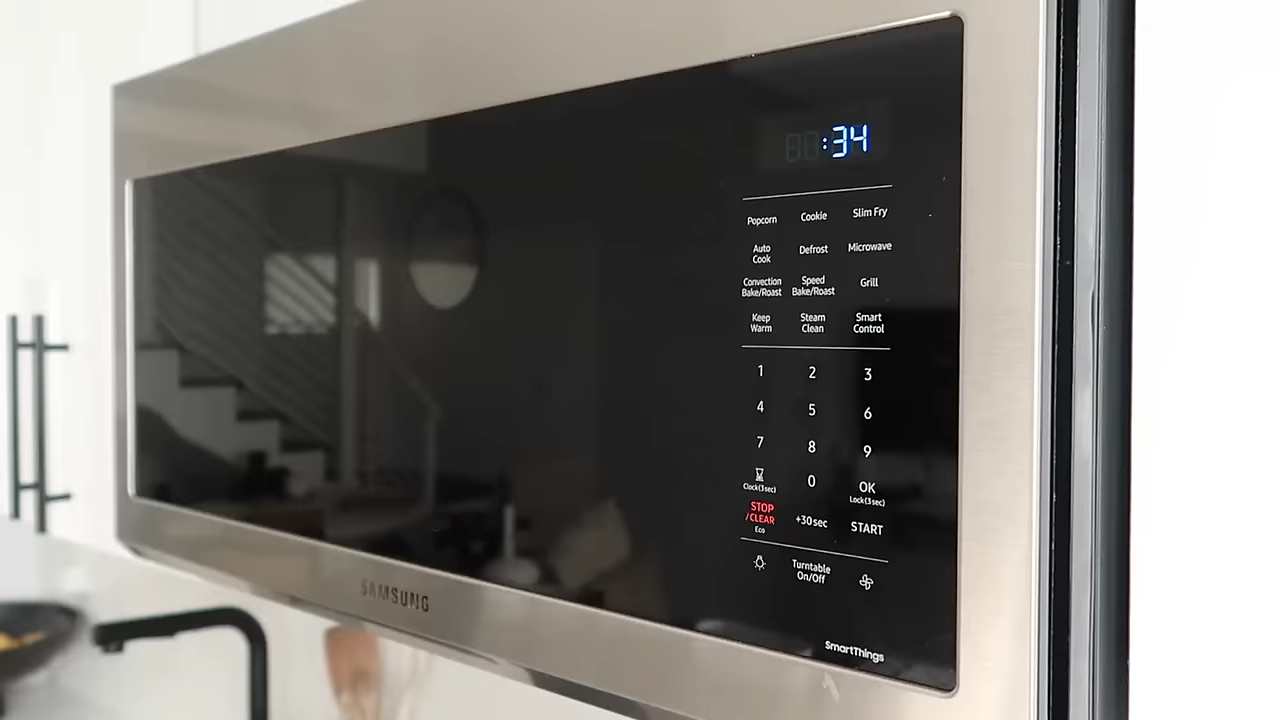 :34
Popcorn Cookie Slim Fry
Auto Cook Defrost Microwave
Convection Bake/Roast Speed Bake/Roast Grill
Keep Warm Steam Clean Smart Control
1 2 3
4 5 6
7 8 9
Clock(3sec) 0 OK Lock(3sec)
STOP /CLEAR Eco +30sec START
Turntable On/Off
SAMSUNG
SmartThings